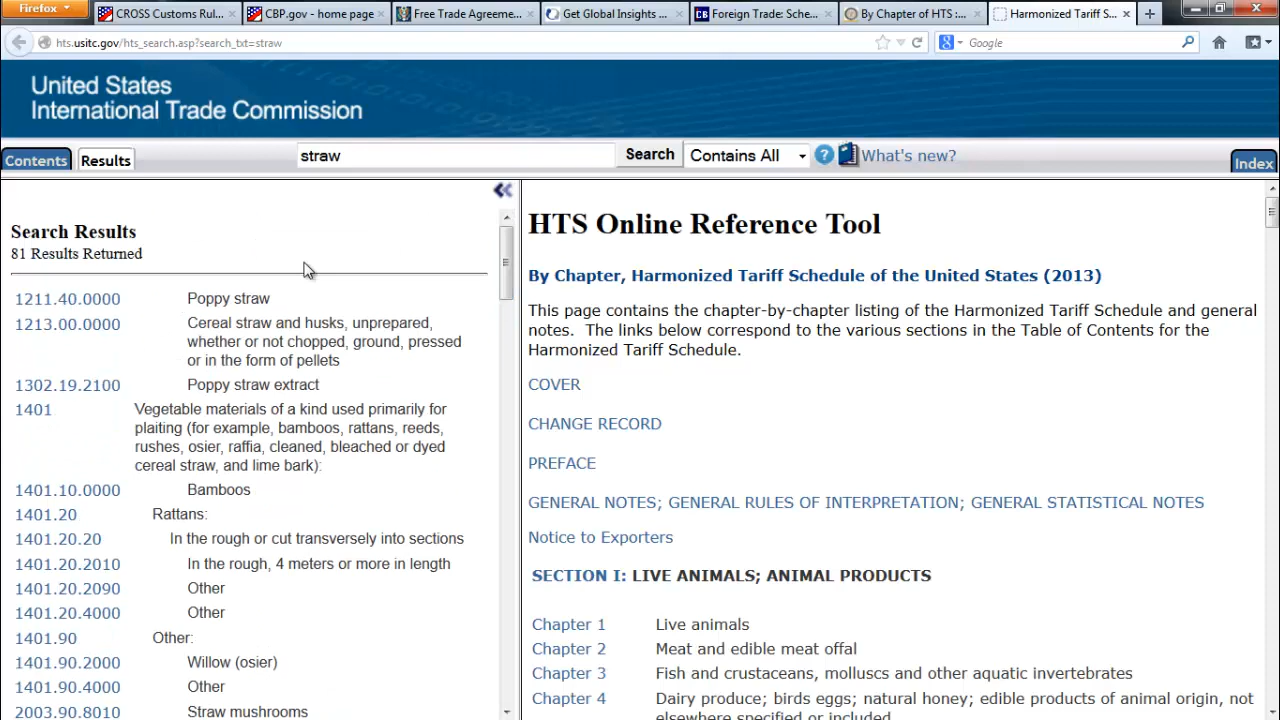 Firefox
CROSS Customs Rul...
CBP.gov - home page
Free Trade Agreeme...
Get Global Insights ...
Foreign Trade: Sche...
By Chapter of HTS :...
Harmonized Tariff S...
hts.usitc.gov/hts_search.asp?search_txt=straw
Google
United States
International Trade Commission
Contents
Results
straw
Search
Contains All
What's new?
Index
Search Results
81 Results Returned
1211.40.0000 Poppy straw
1213.00.0000 Cereal straw and husks, unprepared,
whether or not chopped, ground, pressed
or in the form of pellets
1302.19.2100 Poppy straw extract
1401 Vegetable materials of a kind used primarily for
plaiting (for example, bamboos, rattans, reeds,
rushes, osier, raffia, cleaned, bleached or dyed
cereal straw, and lime bark):
1401.10.0000 Bamboos
1401.20 Rattans:
1401.20.20 In the rough or cut transversely into sections
1401.20.2010 In the rough, 4 meters or more in length
1401.20.2090 Other
1401.20.4000 Other
1401.90 Other:
1401.90.2000 Willow (osier)
1401.90.4000 Other
2003.90.8010 Straw mushrooms
HTS Online Reference Tool
By Chapter, Harmonized Tariff Schedule of the United States (2013)
This page contains the chapter-by-chapter listing of the Harmonized Tariff Schedule and general
notes. The links below correspond to the various sections in the Table of Contents for the
Harmonized Tariff Schedule.
COVER
CHANGE RECORD
PREFACE
GENERAL NOTES; GENERAL RULES OF INTERPRETATION; GENERAL STATISTICAL NOTES
Notice to Exporters
SECTION I: LIVE ANIMALS; ANIMAL PRODUCTS
Chapter 1 Live animals
Chapter 2 Meat and edible meat offal
Chapter 3 Fish and crustaceans, molluscs and other aquatic invertebrates
Chapter 4 Dairy produce; birds eggs; natural honey; edible products of animal origin, not
elsewhere specified or included